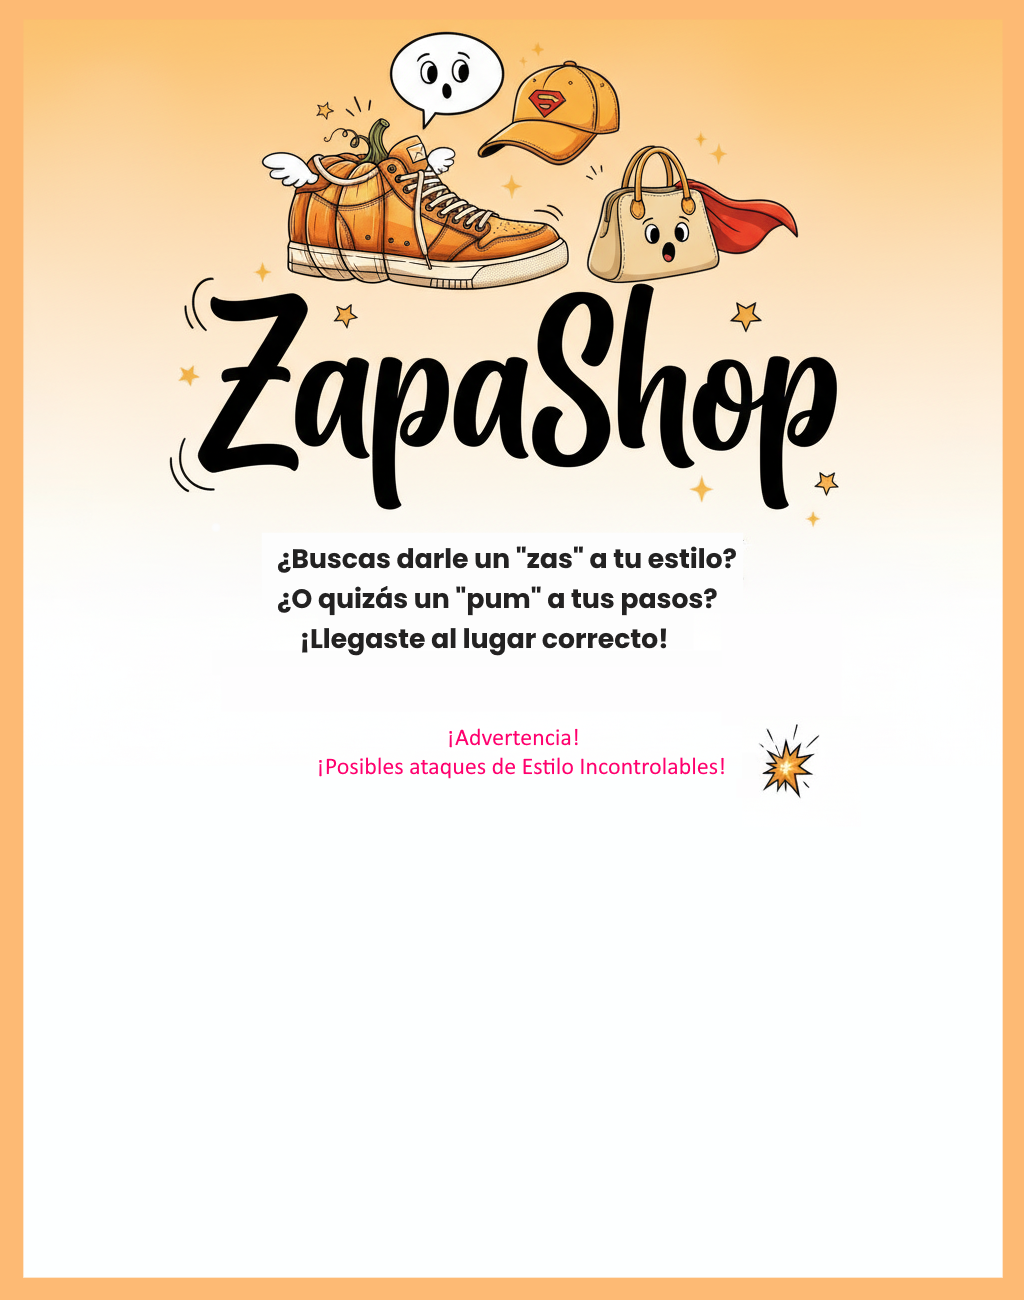 ZapaShop
¿Buscas darle un "zas" a tu estilo?
¿O quizás un "pum" a tus pasos?
¡Llegaste al lugar correcto!
¡Advertencia!
¡Posibles ataques de Estilo Incontrolables!